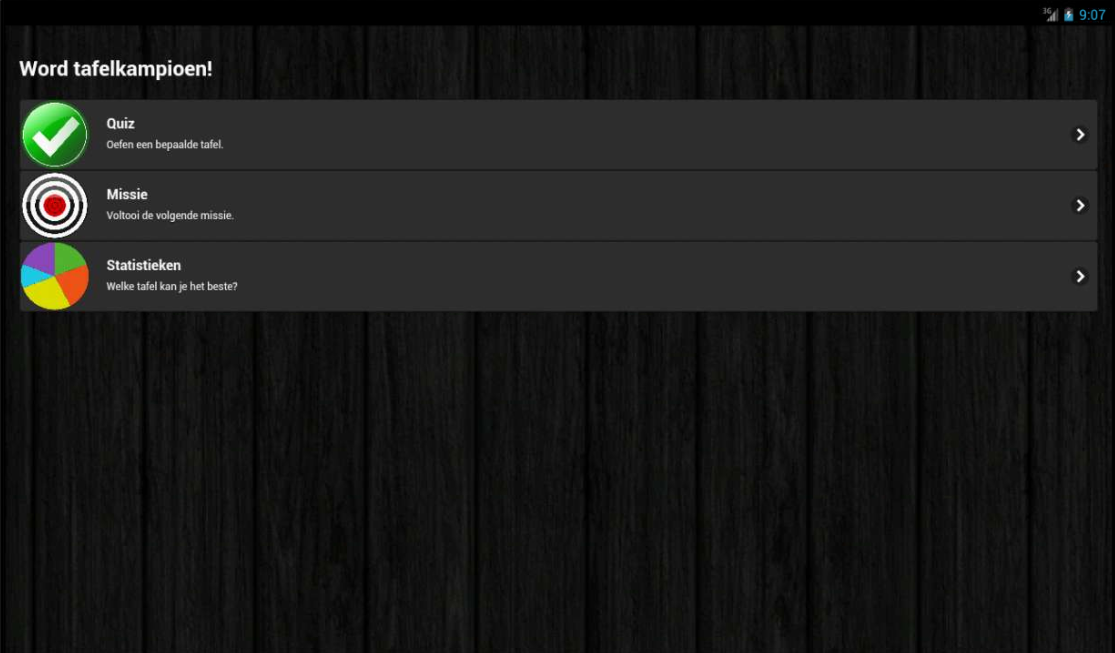 3G 9:07
Word tafelkampioen!
Quiz
Oefen een bepaalde tafel.
Missie
Voltooi de volgende missie.
Statistieken
Welke tafel kan je het beste?